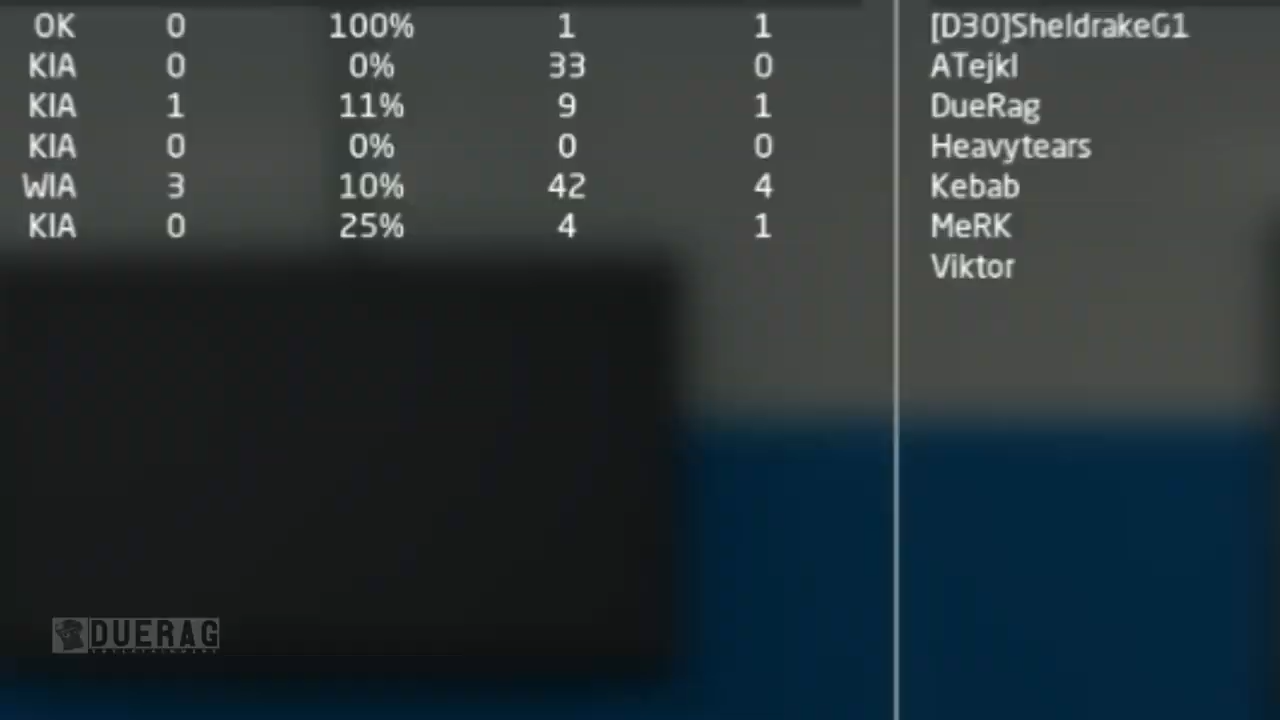 OK 0 100% 1 1 [D30]SheldrakeG1
KIA 0 0% 33 0 ATejkl
KIA 1 11% 9 1 DueRag
KIA 0 0% 0 0 Heavytears
WIA 3 10% 42 4 Kebab
KIA 0 25% 4 1 MeRK
Viktor
DUERAG
ENTERTAINMENT